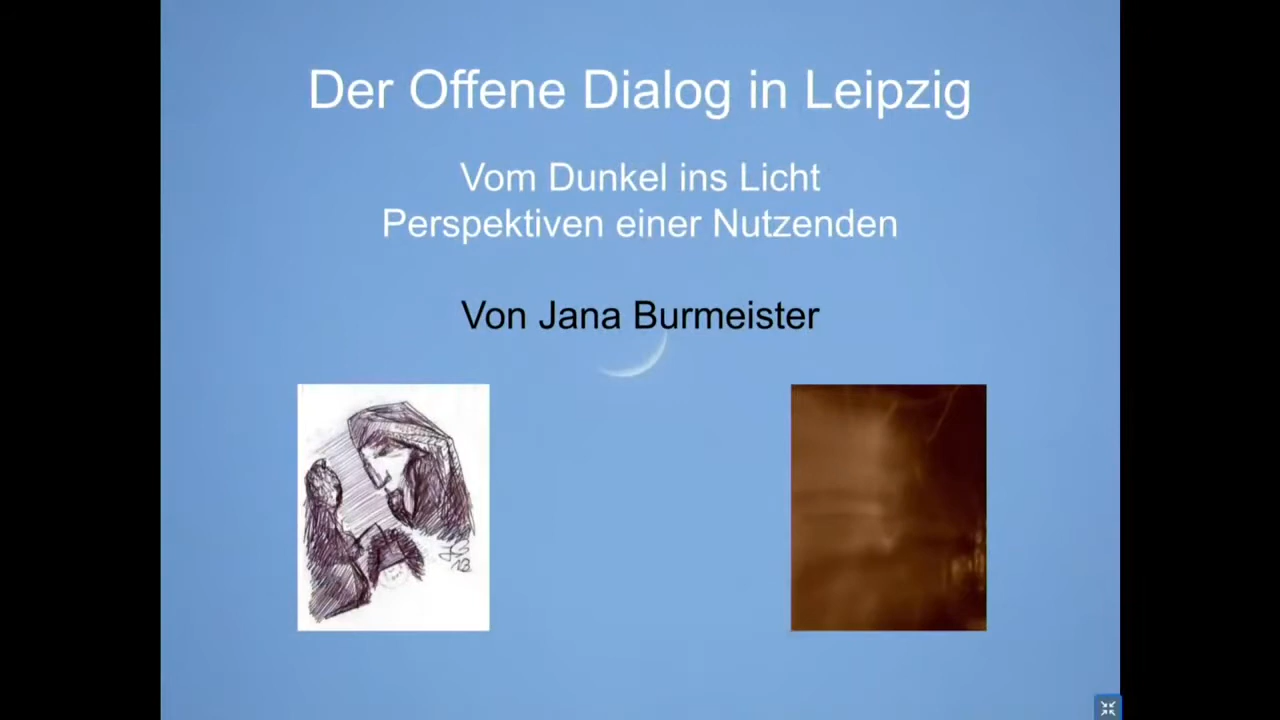 Der Offene Dialog in Leipzig
Vom Dunkel ins Licht
Perspektiven einer Nutzenden
Von Jana Burmeister